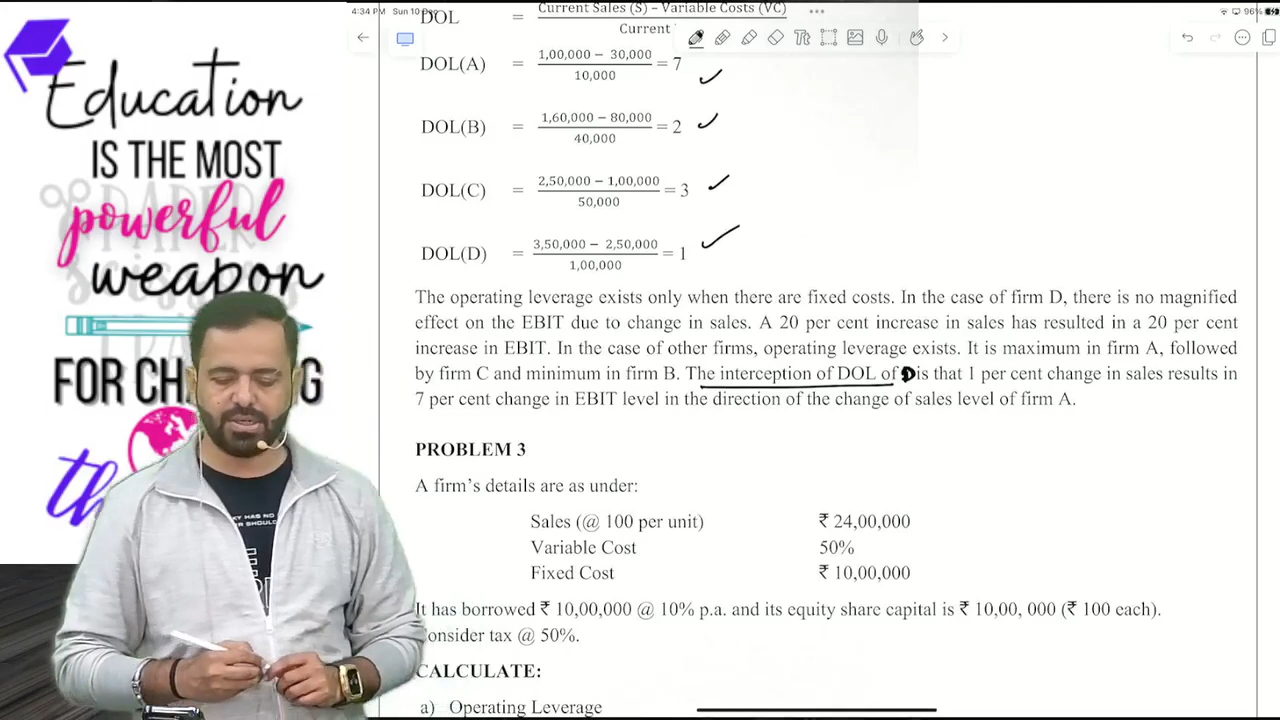 4:34 PM Sun 10 Dec
96%
Education
IS THE MOST
powerful
weapon
FOR CH
G
th
DOL = Current Sales (S) – Variable Costs (VC)
Current
DOL(A) = 1,00,000 – 30,000 / 10,000 = 7
DOL(B) = 1,60,000 – 80,000 / 40,000 = 2
DOL(C) = 2,50,000 – 1,00,000 / 50,000 = 3
DOL(D) = 3,50,000 – 2,50,000 / 1,00,000 = 1
The operating leverage exists only when there are fixed costs. In the case of firm D, there is no magnified
effect on the EBIT due to change in sales. A 20 per cent increase in sales has resulted in a 20 per cent
increase in EBIT. In the case of other firms, operating leverage exists. It is maximum in firm A, followed
by firm C and minimum in firm B. The interception of DOL of is that 1 per cent change in sales results in
7 per cent change in EBIT level in the direction of the change of sales level of firm A.
PROBLEM 3
A firm's details are as under:
Sales (@ 100 per unit) ₹ 24,00,000
Variable Cost 50%
Fixed Cost ₹ 10,00,000
It has borrowed ₹ 10,00,000 @ 10% p.a. and its equity share capital is ₹ 10,00, 000 (₹ 100 each).
onsider tax @ 50%.
CALCULATE:
a) Operating Leverage